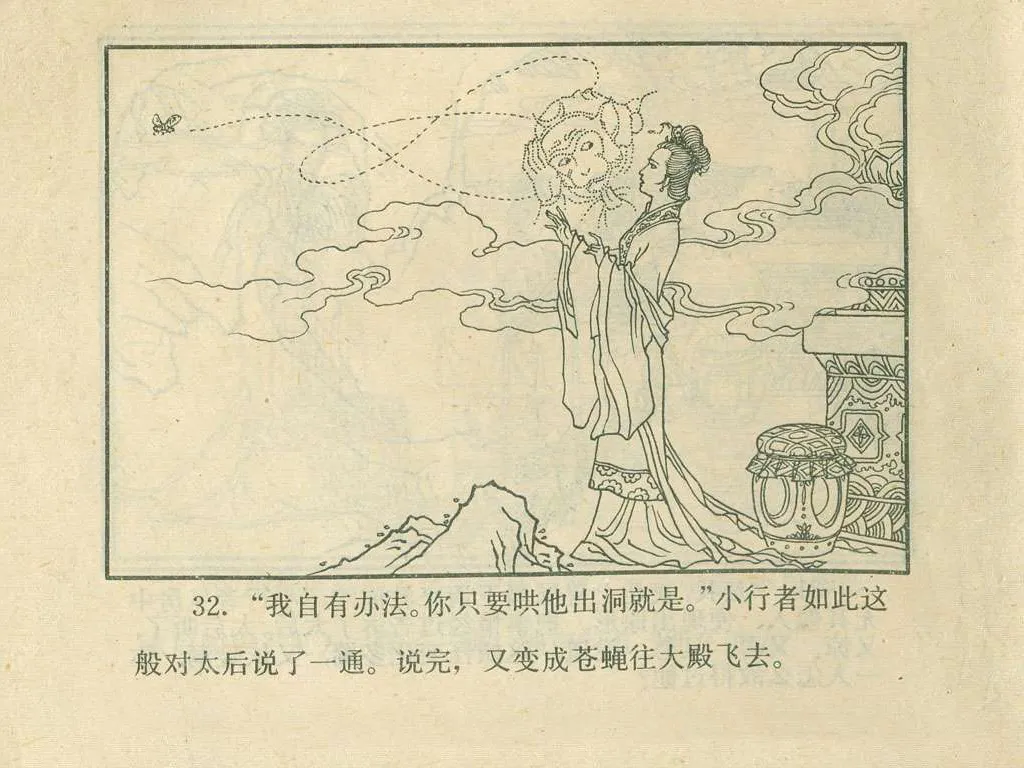 32. “我自有办法。你只要哄他出洞就是。”小行者如此这
般对太后说了一通。说完，又变成苍蝇往大殿飞去。